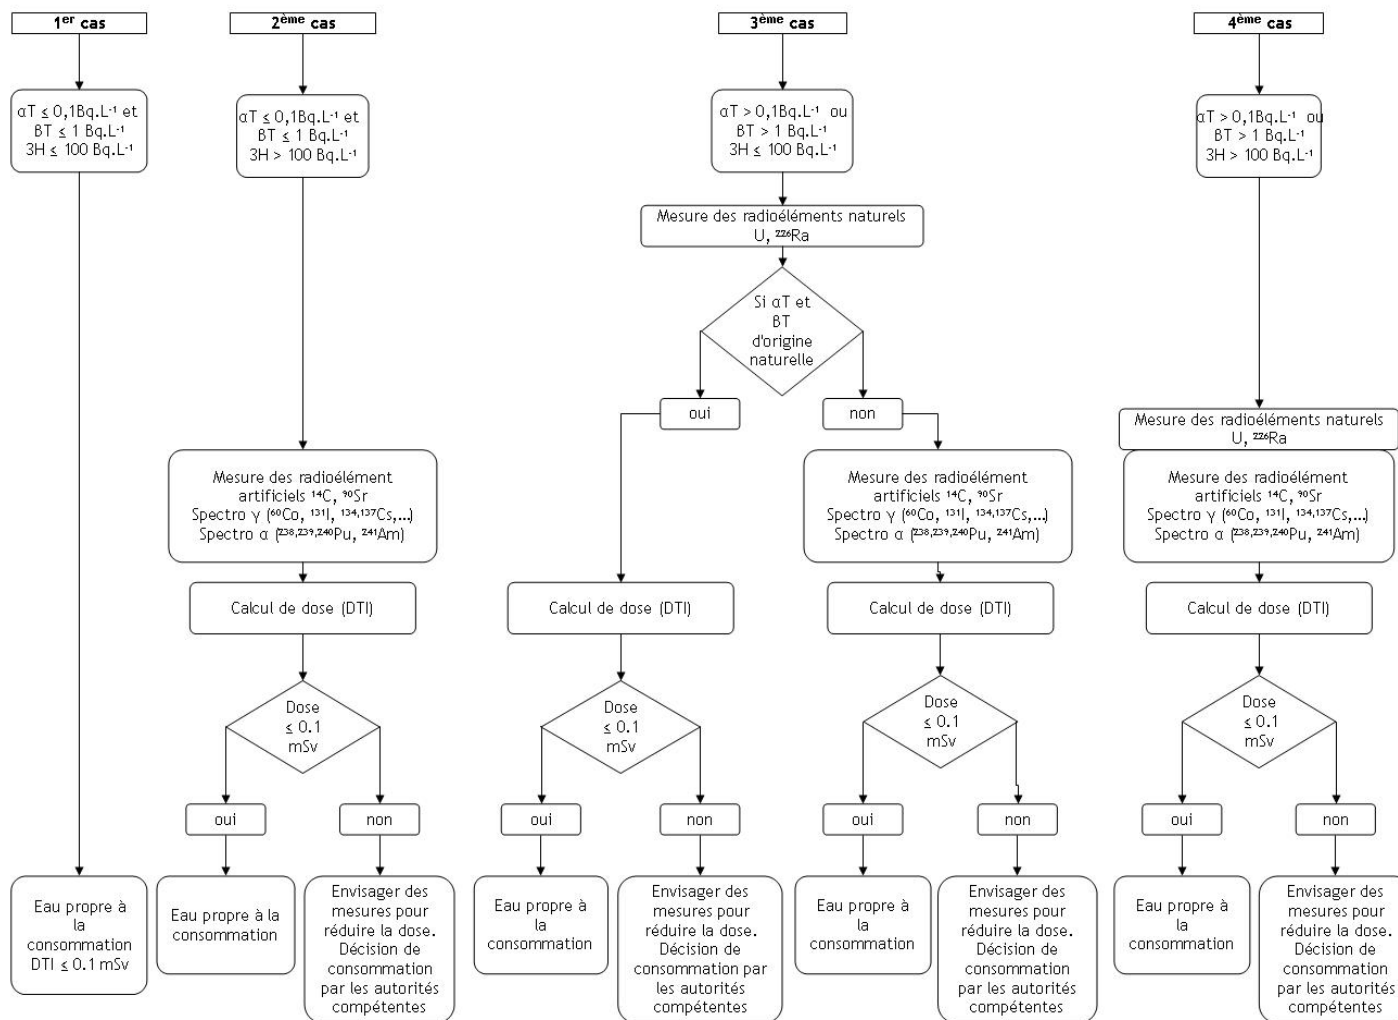 1er cas
2ème cas
3ème cas
4ème cas
αT ≤ 0,1Bq.L⁻¹ et
βT ≤ 1 Bq.L⁻¹
3H ≤ 100 Bq.L⁻¹
αT ≤ 0,1Bq.L⁻¹ et
βT ≤ 1 Bq.L⁻¹
3H > 100 Bq.L⁻¹
αT > 0,1Bq.L⁻¹ ou
βT > 1 Bq.L⁻¹
3H ≤ 100 Bq.L⁻¹
αT > 0,1Bq.L⁻¹ ou
βT > 1 Bq.L⁻¹
3H > 100 Bq.L⁻¹
Mesure des radioéléments naturels
U, ²²⁶Ra
Si αT et
βT
d'origine
naturelle
oui
non
Mesure des radioéléments naturels
U, ²²⁶Ra
Mesure des radioélément
artificiels ¹⁴C, ⁹⁰Sr
Spectro γ (⁶⁰Co, ¹³¹I, ¹³⁴,¹³⁷Cs,...)
Spectro α (²³⁸,²³⁹,²⁴⁰Pu, ²⁴¹Am)
Mesure des radioélément
artificiels ¹⁴C, ⁹⁰Sr
Spectro γ (⁶⁰Co, ¹³¹I, ¹³⁴,¹³⁷Cs,...)
Spectro α (²³⁸,²³⁹,²⁴⁰Pu, ²⁴¹Am)
Mesure des radioélément
artificiels ¹⁴C, ⁹⁰Sr
Spectro γ (⁶⁰Co, ¹³¹I, ¹³⁴,¹³⁷Cs,...)
Spectro α (²³⁸,²³⁹,²⁴⁰Pu, ²⁴¹Am)
Calcul de dose (DTI)
Calcul de dose (DTI)
Calcul de dose (DTI)
Calcul de dose (DTI)
Dose
≤ 0.1
mSv
Dose
≤ 0.1
mSv
Dose
≤ 0.1
mSv
Dose
≤ 0.1
mSv
oui
non
oui
non
oui
non
oui
non
Eau propre à
la
consommation
DTI ≤ 0.1 mSv
Eau propre à la
consommation
Envisager des
mesures pour
réduire la dose.
Décision de
consommation
par les autorités
compétentes
Eau propre à
la
consommation
Envisager des
mesures pour
réduire la dose.
Décision de
consommation par
les autorités
compétentes
Eau propre à
la
consommation
Envisager des
mesures pour
réduire la dose.
Décision de
consommation
par les autorités
compétentes
Eau propre à
la
consommation
Envisager des
mesures pour
réduire la dose.
Décision de
consommation
par les autorités
compétentes